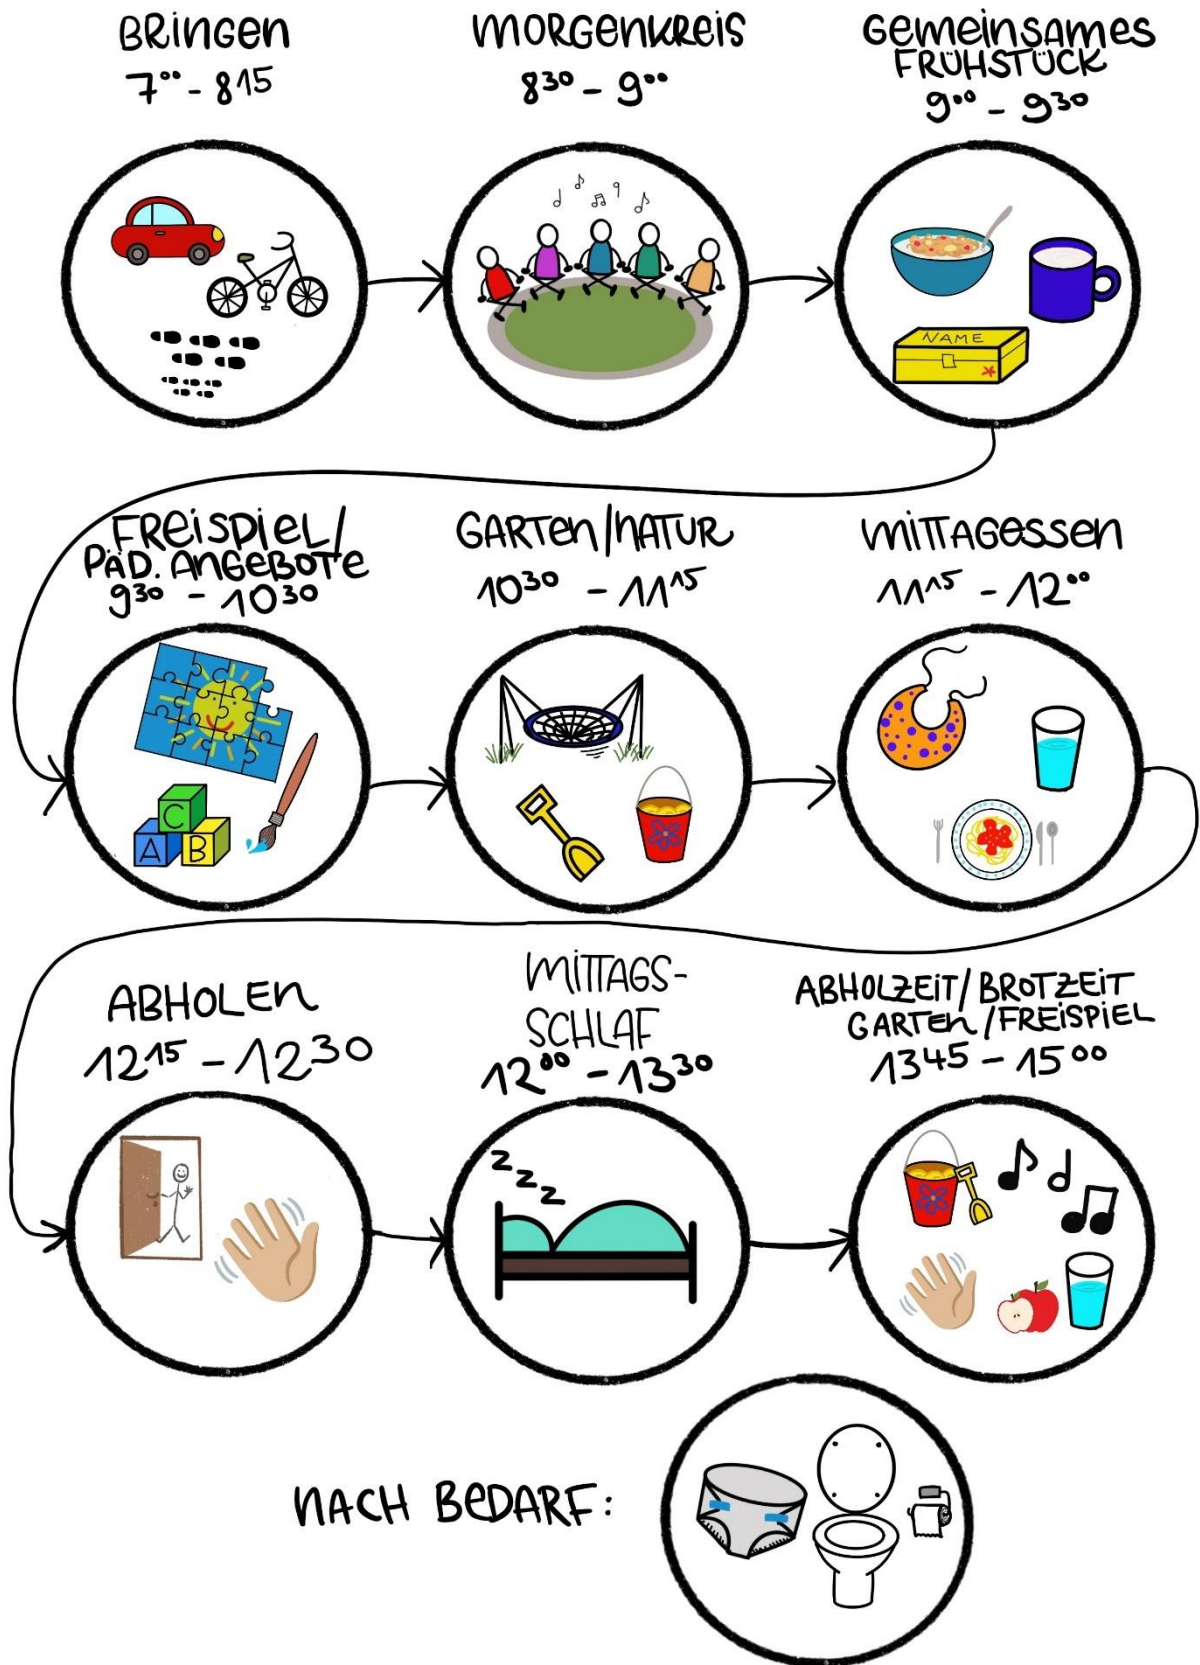 BRINGEN
7⁰⁰ - 8¹⁵
MORGENKREIS
8³⁰ - 9⁰⁰
GEMEINSAMES
FRÜHSTÜCK
9⁰⁰ - 9³⁰
NAME
FREISPIEL/
PÄD. ANGEBOTE
9³⁰ - 10³⁰
C
A B
GARTEN/NATUR
10³⁰ - 11¹⁵
MITTAGESSEN
11¹⁵ - 12⁰⁰
ABHOLEN
12¹⁵ - 12³⁰
MITTAGS-
SCHLAF
12⁰⁰ - 13³⁰
z z z
ABHOLZEIT/BROTZEIT
GARTEN/FREISPIEL
13⁴⁵ - 15⁰⁰
NACH BEDARF: